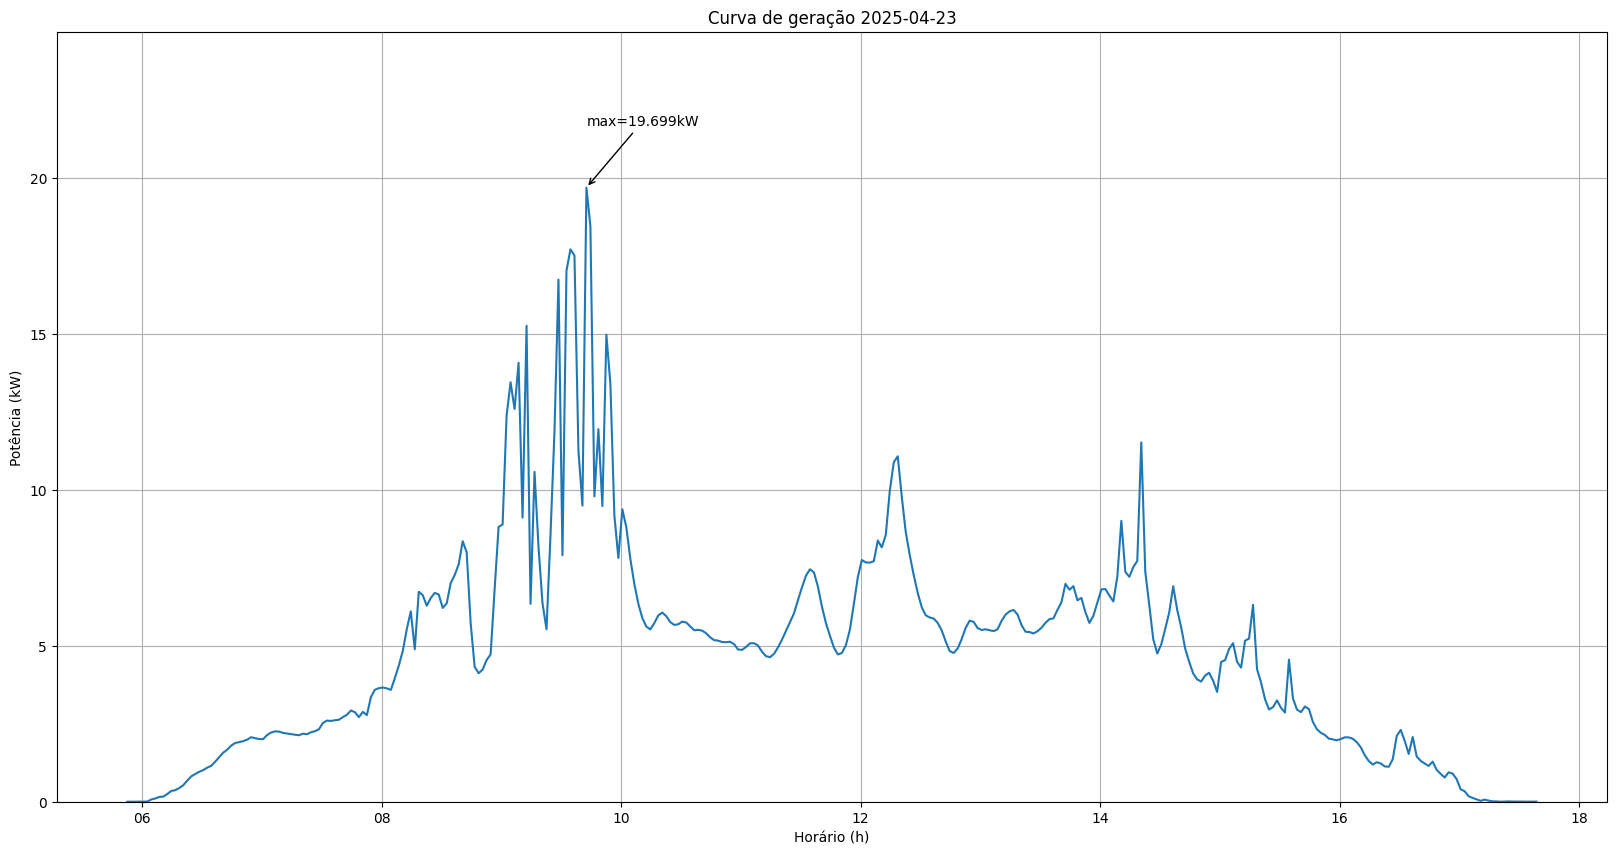 Curva de geração 2025-04-23
max=19.699kW
Potência (kW)
20
15
10
5
0
06 08 10 12 14 16 18
Horário (h)